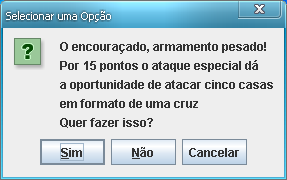 Selecionar uma Opção
O encouraçado, armamento pesado!
Por 15 pontos o ataque especial dá
a oportunidade de atacar cinco casas
em formato de uma cruz
Quer fazer isso?
Sim Não Cancelar